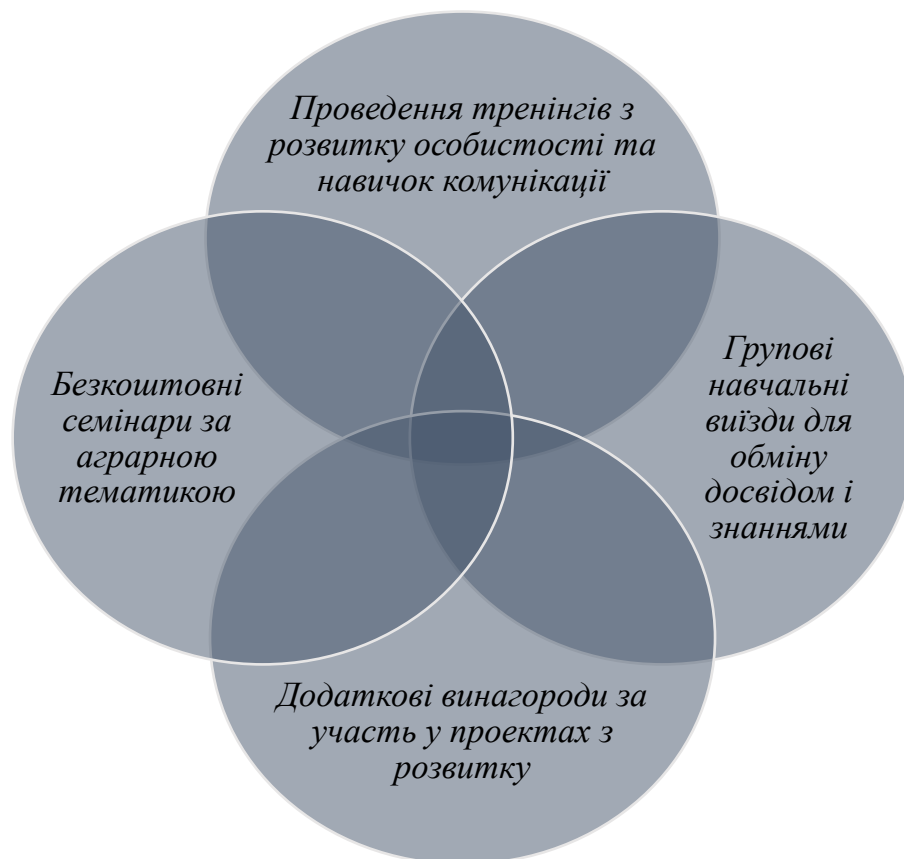 Проведення тренінгів з
розвитку особистості та
навичок комунікації
Безкоштовні
семінари за
аграрною
тематикою
Групові
навчальні
виїзди для
обміну
досвідом і
знаннями
Додаткові винагороди за
участь у проектах з
розвитку